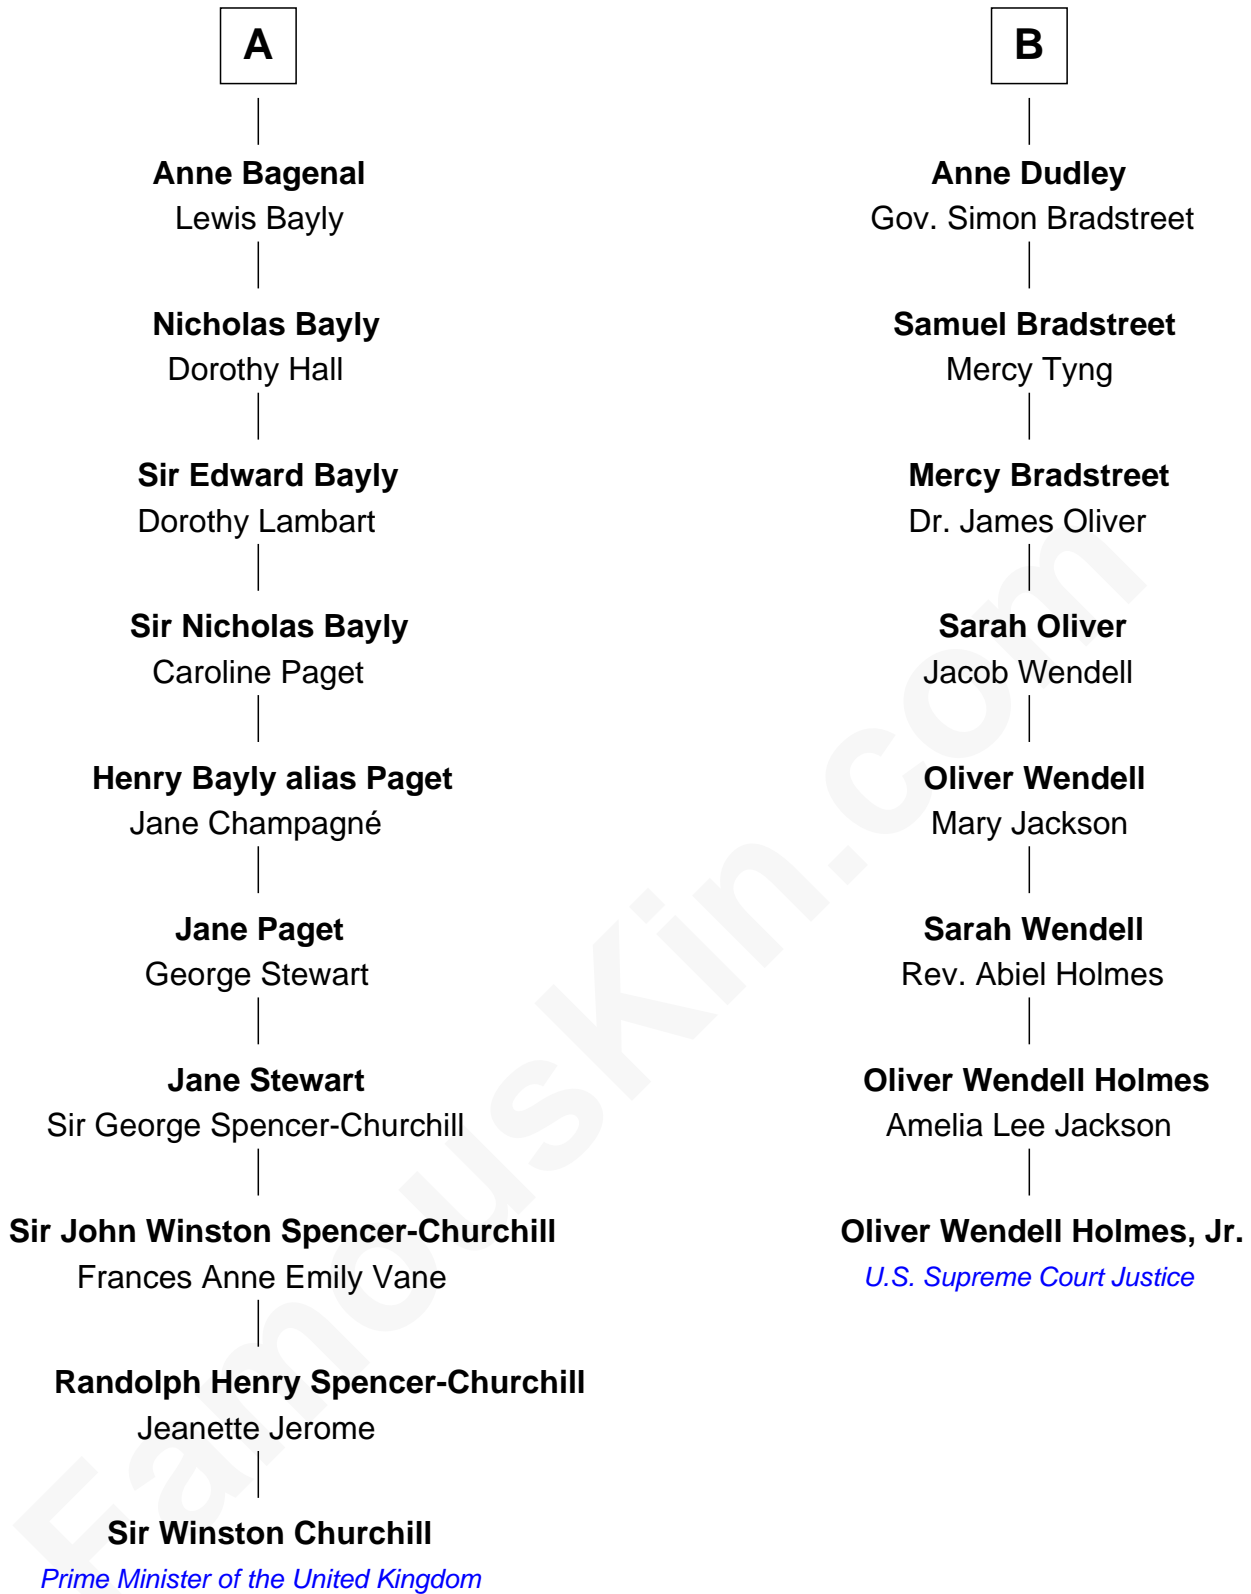 A
Anne Bagenal
Lewis Bayly
Nicholas Bayly
Dorothy Hall
Sir Edward Bayly
Dorothy Lambart
Sir Nicholas Bayly
Caroline Paget
Henry Bayly alias Paget
Jane Champagné
Jane Paget
George Stewart
Jane Stewart
Sir George Spencer-Churchill
Sir John Winston Spencer-Churchill
Frances Anne Emily Vane
Randolph Henry Spencer-Churchill
Jeanette Jerome
Sir Winston Churchill
Prime Minister of the United Kingdom
B
Anne Dudley
Gov. Simon Bradstreet
Samuel Bradstreet
Mercy Tyng
Mercy Bradstreet
Dr. James Oliver
Sarah Oliver
Jacob Wendell
Oliver Wendell
Mary Jackson
Sarah Wendell
Rev. Abiel Holmes
Oliver Wendell Holmes
Amelia Lee Jackson
Oliver Wendell Holmes, Jr.
U.S. Supreme Court Justice
FamousKin.com